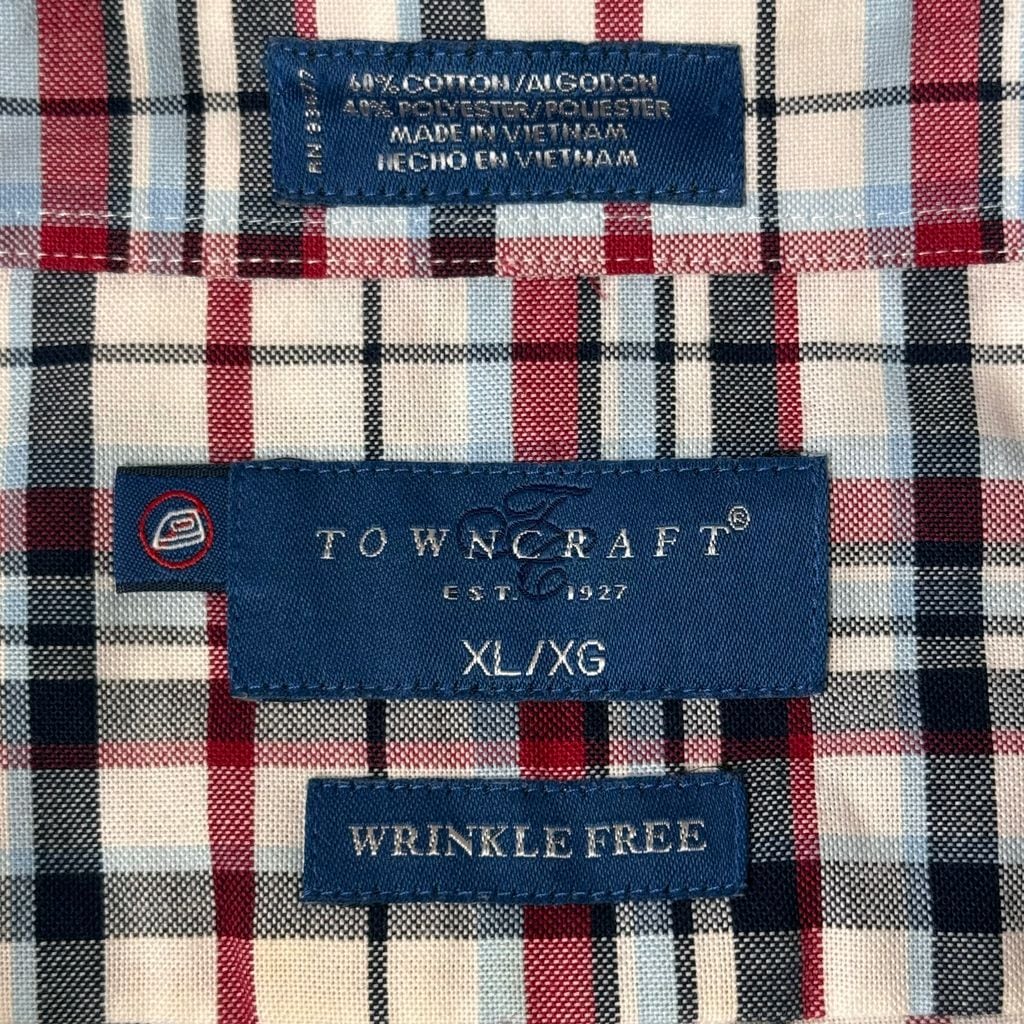 60% COTTON/ALGODON
40% POLYESTER/POLIESTER
MADE IN VIETNAM
HECHO EN VIETNAM
TOWNCRAFT®
EST. 1927
XL/XG
WRINKLE FREE